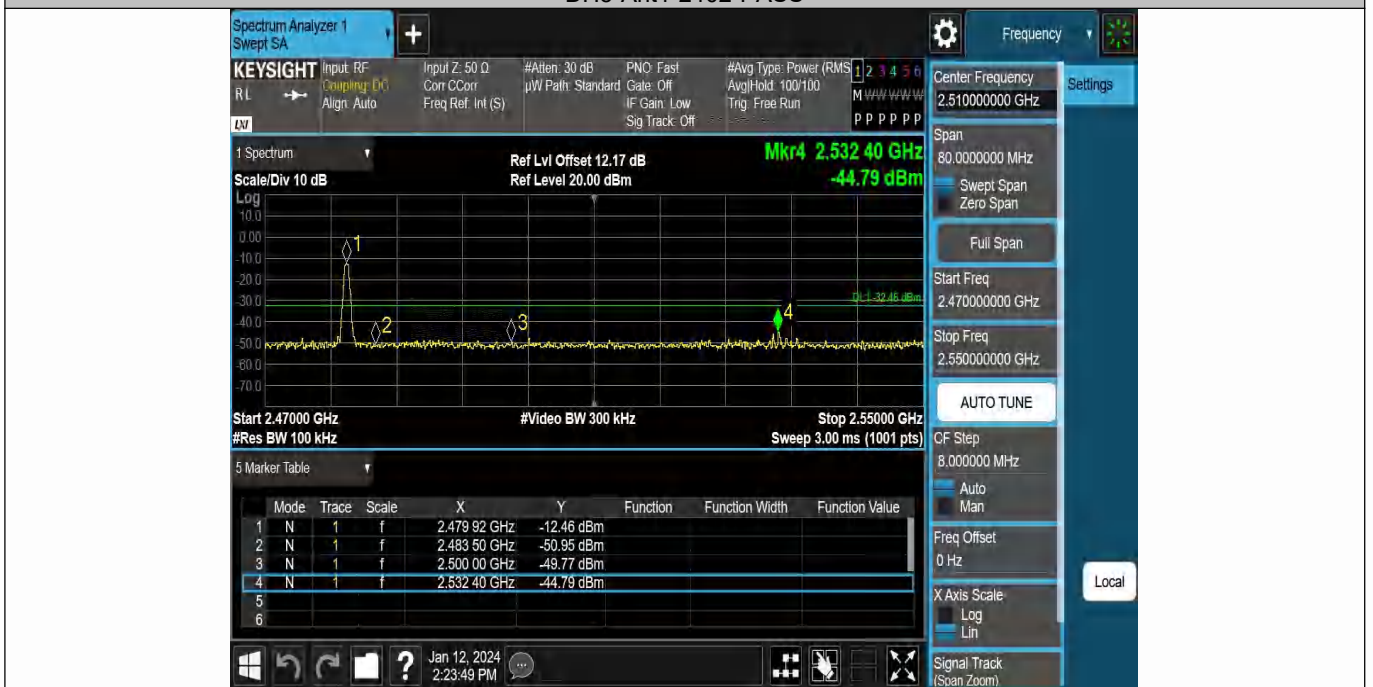 Spectrum Analyzer 1
Swept SA
+
Frequency
KEYSIGHT
RL
LXI
Input: RF
Coupling: DC
Align: Auto
Input Z: 50 Ω
Corr CCorr
Freq Ref: Int (S)
#Atten: 30 dB
µW Path: Standard
PNO: Fast
Gate: Off
IF Gain: Low
Sig Track: Off
#Avg Type: Power (RMS
Avg|Hold: 100/100
Trig: Free Run
1 2 3 4 5 6
M W W W W W
P P P P P P
Center Frequency
2.510000000 GHz
Settings
Span
80.0000000 MHz
Swept Span
Zero Span
Full Span
Start Freq
2.470000000 GHz
Stop Freq
2.550000000 GHz
AUTO TUNE
CF Step
8.000000 MHz
Auto
Man
Freq Offset
0 Hz
X Axis Scale
Log
Lin
Local
Signal Track
(Span Zoom)
1 Spectrum
Scale/Div 10 dB
Ref Lvl Offset 12.17 dB
Ref Level 20.00 dBm
Mkr4 2.532 40 GHz
-44.79 dBm
Log
10.0
0.00
-10.0
-20.0
-30.0
-40.0
-50.0
-60.0
-70.0
1
2
3
4
DL1 -32.46 dBm
Start 2.47000 GHz
#Video BW 300 kHz
Stop 2.55000 GHz
#Res BW 100 kHz
Sweep 3.00 ms (1001 pts)
5 Marker Table
Mode Trace Scale X Y Function Function Width Function Value
1 N 1 f 2.479 92 GHz -12.46 dBm
2 N 1 f 2.483 50 GHz -50.95 dBm
3 N 1 f 2.500 00 GHz -49.77 dBm
4 N 1 f 2.532 40 GHz -44.79 dBm
5
6
?
Jan 12, 2024
2:23:49 PM